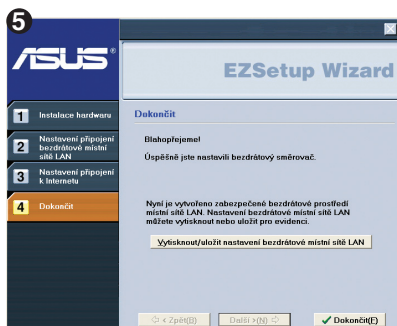 5
ASUS®
EZSetup Wizard
1 Instalace hardwaru
2 Nastavení připojení
bezdrátové místní
sítě LAN
3 Nastavení připojení
k Internetu
4 Dokončit
Dokončit
Blahopřejeme!
Úspěšně jste nastavili bezdrátový směrovač.
Nyní je vytvořeno zabezpečené bezdrátové prostředí
místní sítě LAN. Nastavení bezdrátové místní sítě LAN
můžete vytisknout nebo uložit pro evidenci.
Vytisknout/uložit nastavení bezdrátové místní sítě LAN
< Zpět(B)
Další >(N)
Dokončit(F)